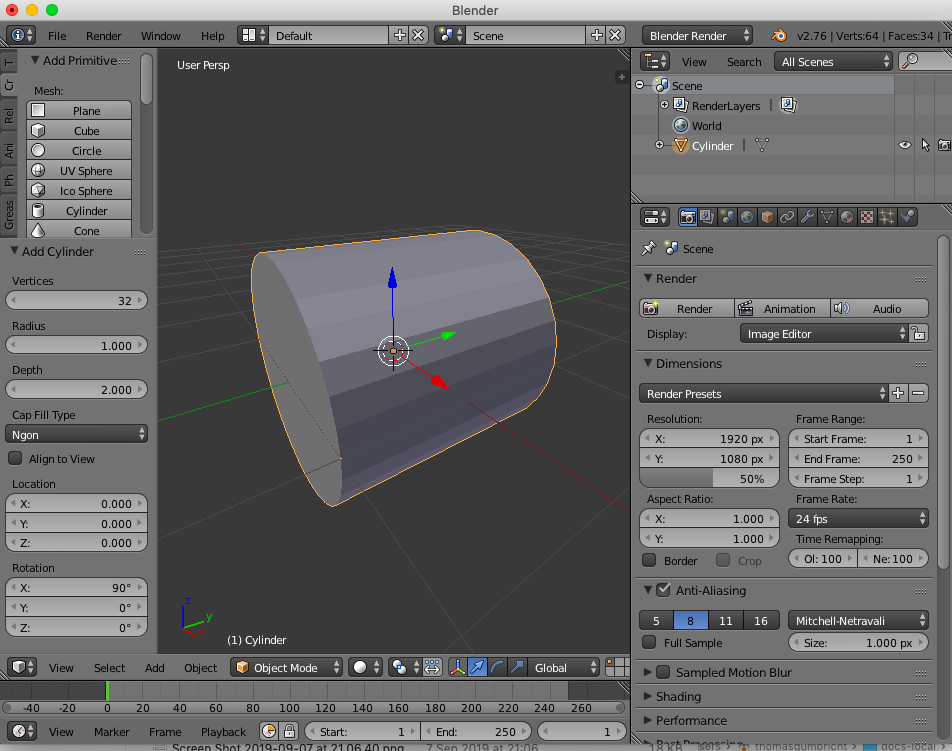 Blender
File Render Window Help Default Scene Blender Render v2.76 | Verts:64 | Faces:34 | Tr
T
Cr
Rel
Ani
Ph
Greas
Add Primitive
Mesh:
Plane
Cube
Circle
UV Sphere
Ico Sphere
Cylinder
Cone
Add Cylinder
Vertices
32
Radius
1.000
Depth
2.000
Cap Fill Type
Ngon
Align to View
Location
X: 0.000
Y: 0.000
Z: 0.000
Rotation
X: 90°
Y: 0°
Z: 0°
User Persp
z
y
x
(1) Cylinder
View Select Add Object Object Mode Global
-40 -20 0 20 40 60 80 100 120 140 160 180 200 220 240 260
View Marker Frame Playback Start: 1 End: 250 1
View Search All Scenes
Scene
RenderLayers |
World
Cylinder |
Scene
Render
Render Animation Audio
Display: Image Editor
Dimensions
Render Presets
Resolution: Frame Range:
X: 1920 px Start Frame: 1
Y: 1080 px End Frame: 250
50% Frame Step: 1
Aspect Ratio: Frame Rate:
X: 1.000 24 fps
Y: 1.000 Time Remapping:
Border Crop Ol: 100 Ne: 100
Anti-Aliasing
5 8 11 16 Mitchell-Netravali
Full Sample Size: 1.000 px
Sampled Motion Blur
Shading
Performance
Screen Shot 2019-09-07 at 21.06.40.png 7 Sep 2019 at 21:06 18 KB thomasgumbricht docs-local